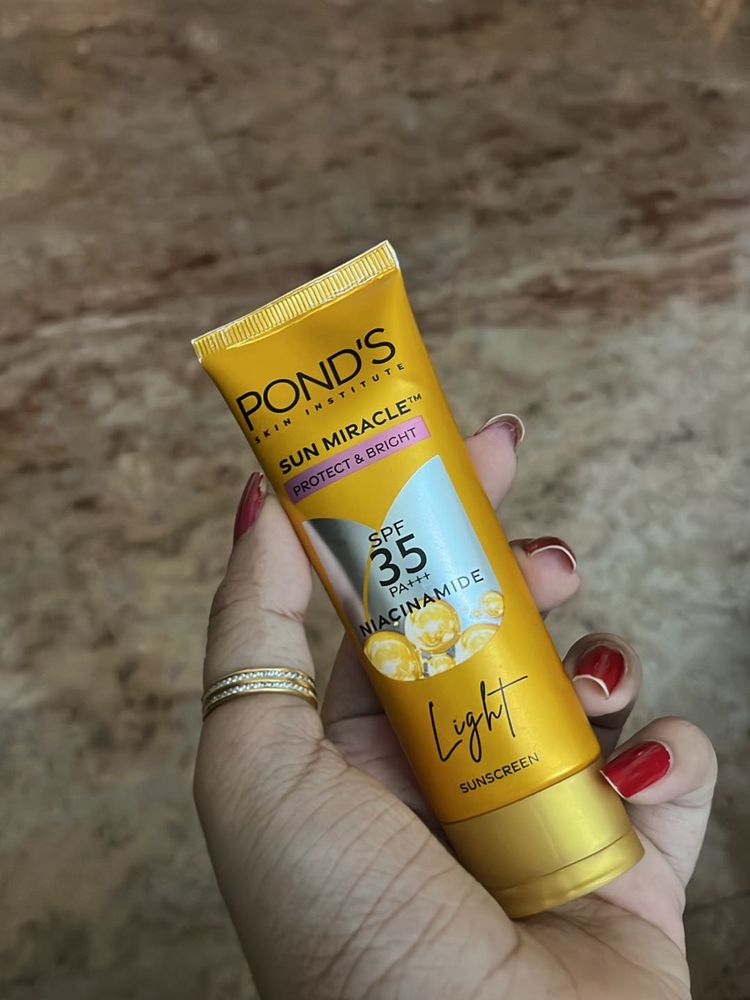 POND'S
SKIN INSTITUTE
SUN MIRACLE™
PROTECT & BRIGHT
SPF
35
PA+++
NIACINAMIDE
Light
SUNSCREEN